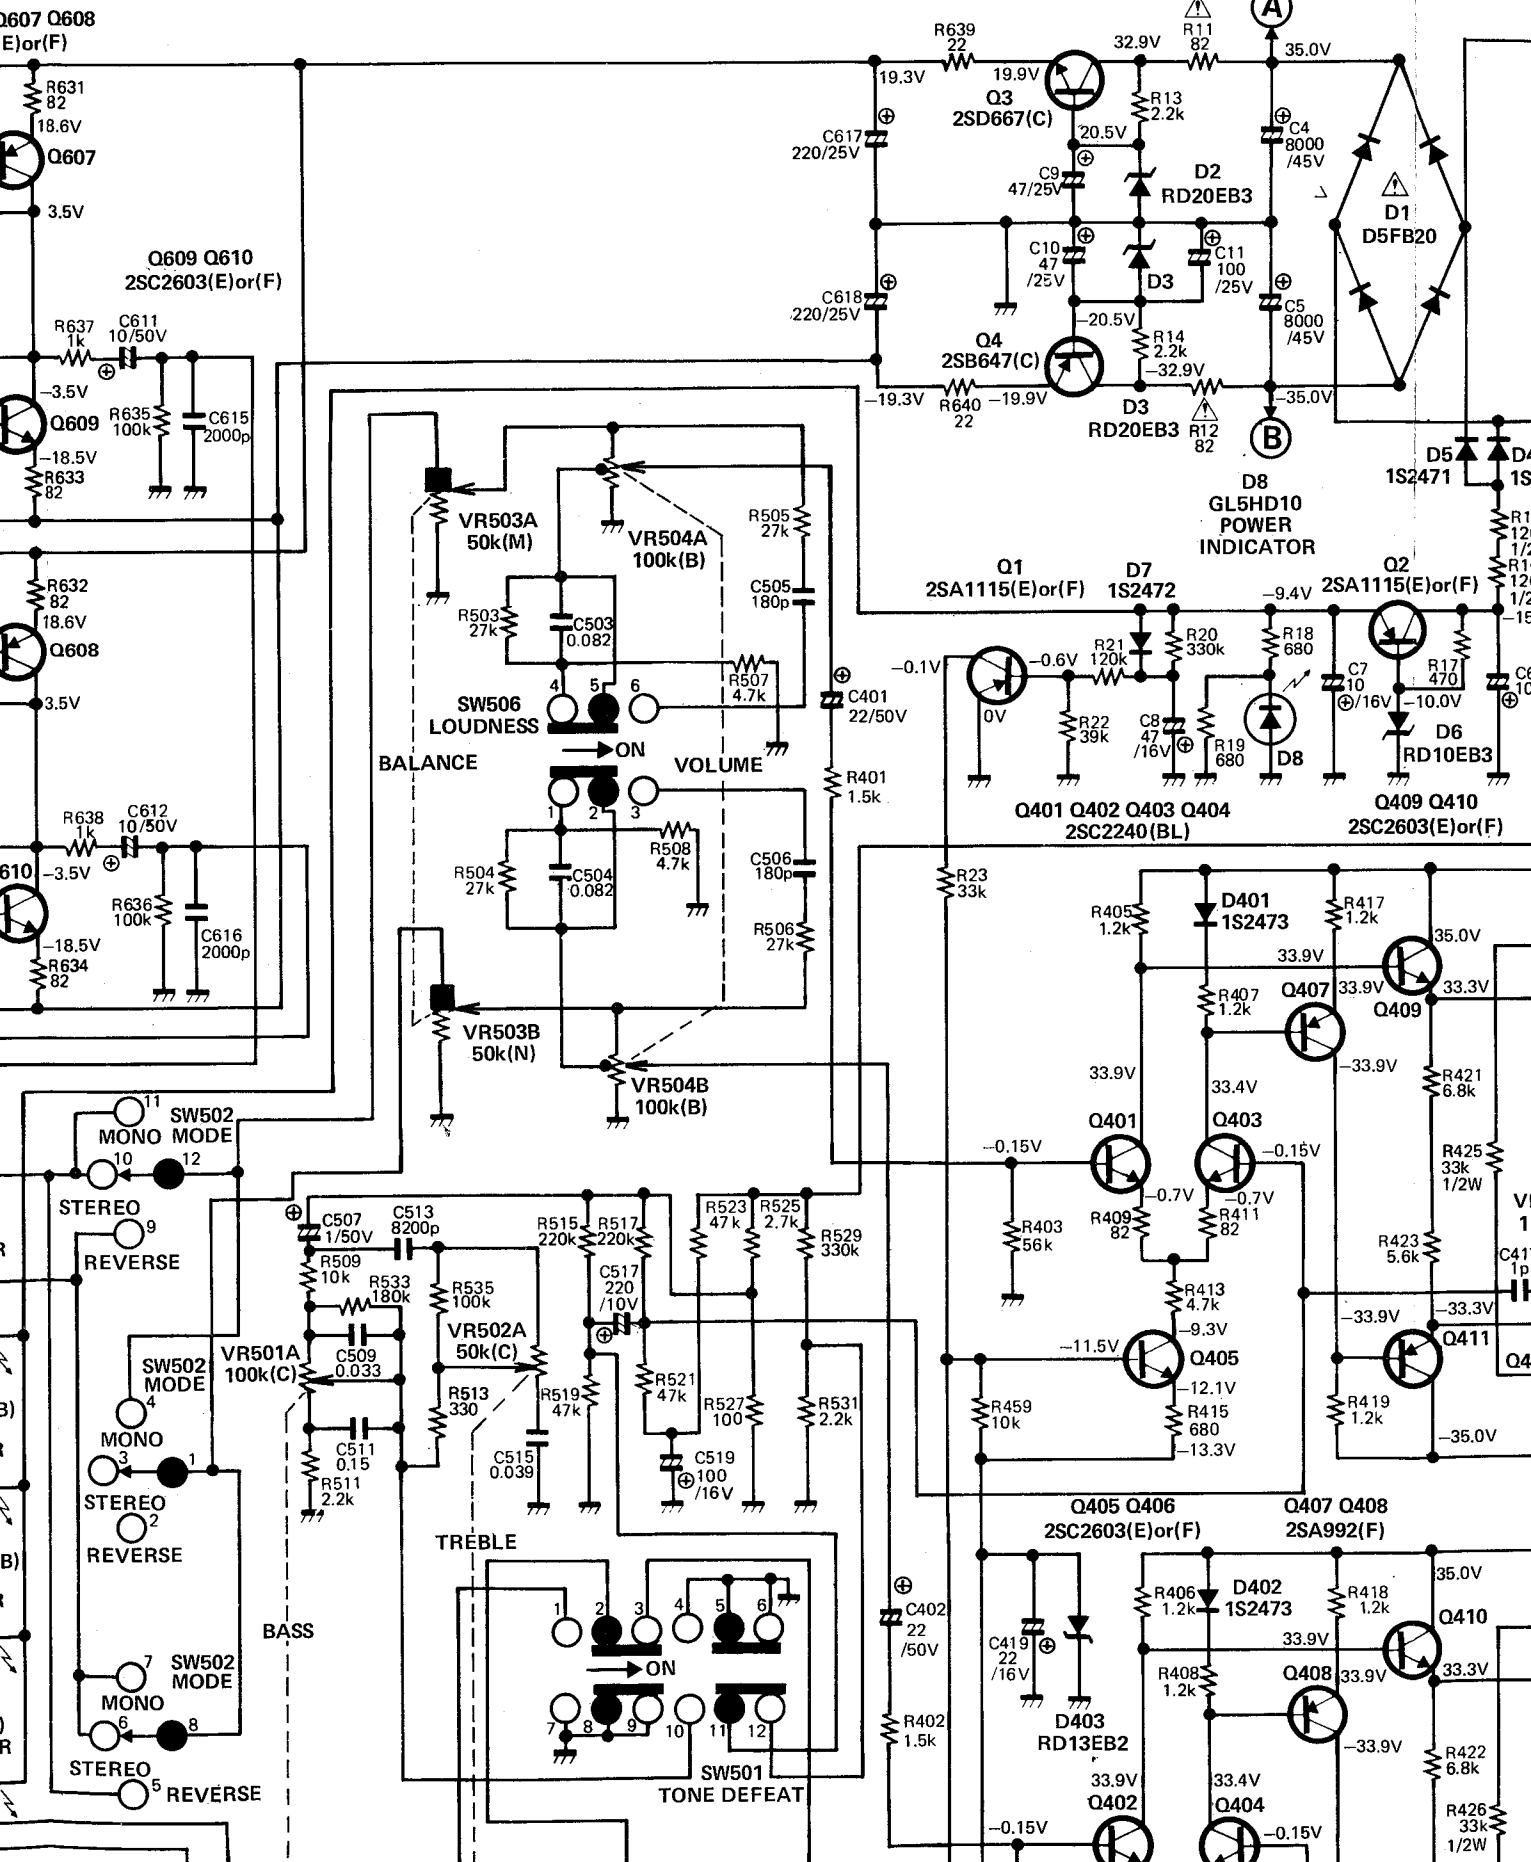 Q607 Q608
E)or(F)
R631
82
18.6V
Q607
3.5V
Q609 Q610
2SC2603(E)or(F)
R637
1k
C611
10/50V
-3.5V
R635
100k
C615
2000p
Q609
-18.5V
R633
82
R632
82
18.6V
Q608
3.5V
R638
1k
C612
10/50V
610
-3.5V
R636
100k
C616
2000p
-18.5V
R634
82
R639
22
19.3V
19.9V
Q3
2SD667(C)
32.9V
R11
82
A
35.0V
R13
2.2k
20.5V
C617
220/25V
C9
47/25V
D2
RD20EB3
C4
8000
/45V
D1
D5FB20
C10
47
/25V
D3
C11
100
/25V
C618
220/25V
C5
8000
/45V
-20.5V
Q4
2SB647(C)
R14
2.2k
-32.9V
-19.3V
R640
22
-19.9V
D3
RD20EB3
R12
82
-35.0V
B
D5
1S2471
D4
1S
D8
GL5HD10
POWER
INDICATOR
VR503A
50k(M)
VR504A
100k(B)
R505
27k
C505
180p
R503
27k
C503
0.082
R507
4.7k
SW506
LOUDNESS
4
5
6
ON
BALANCE
VOLUME
1
2
3
R508
4.7k
R504
27k
C504
0.082
C506
180p
R506
27k
VR503B
50k(N)
VR504B
100k(B)
C401
22/50V
R401
1.5k
Q1
2SA1115(E)or(F)
D7
1S2472
-9.4V
Q2
2SA1115(E)or(F)
-0.1V
-0.6V
R21
120k
R20
330k
R18
680
C7
10
/16V
R17
470
-10.0V
0V
R22
39k
C8
47
/16V
R19
680
D8
D6
RD10EB3
C6
10
-15
Q401 Q402 Q403 Q404
2SC2240(BL)
Q409 Q410
2SC2603(E)or(F)
R23
33k
R405
1.2k
D401
1S2473
R417
1.2k
35.0V
33.9V
R407
1.2k
Q407
33.9V
33.3V
Q409
33.9V
33.4V
-33.9V
R421
6.8k
Q401
Q403
-0.15V
-0.15V
R425
33k
1/2W
-0.7V
-0.7V
R403
56k
R409
82
R411
82
R423
5.6k
C417
1p
R413
4.7k
-33.3V
-33.9V
-9.3V
-11.5V
Q405
Q411
-12.1V
R459
10k
R415
680
-13.3V
R419
1.2k
-35.0V
11
SW502
MODE
MONO
10
12
STEREO
9
REVERSE
R
C507
1/50V
C513
8200p
R509
10k
R533
180k
R535
100k
VR501A
100k(C)
C509
0.033
VR502A
50k(C)
R513
330
C511
0.15
R511
2.2k
C515
0.039
R515
220k
R517
220k
C517
220
/10V
R519
47k
R521
47k
C519
100
/16V
R523
47k
R525
2.7k
R529
330k
R527
100
R531
2.2k
SW502
MODE
4
MONO
3
1
STEREO
2
REVERSE
B)
R
TREBLE
BASS
B)
R
7
SW502
MODE
MONO
6
8
STEREO
5
REVERSE
R
1
2
3
4
5
6
ON
7
8
9
10
11
12
SW501
TONE DEFEAT
Q405 Q406
2SC2603(E)or(F)
Q407 Q408
2SA992(F)
C402
22
/50V
R402
1.5k
C419
22
/16V
D403
RD13EB2
R406
1.2k
D402
1S2473
R418
1.2k
35.0V
33.9V
Q410
R408
1.2k
Q408
33.9V
33.3V
-33.9V
R422
6.8k
33.9V
33.4V
Q402
Q404
-0.15V
-0.15V
R426
33k
1/2W